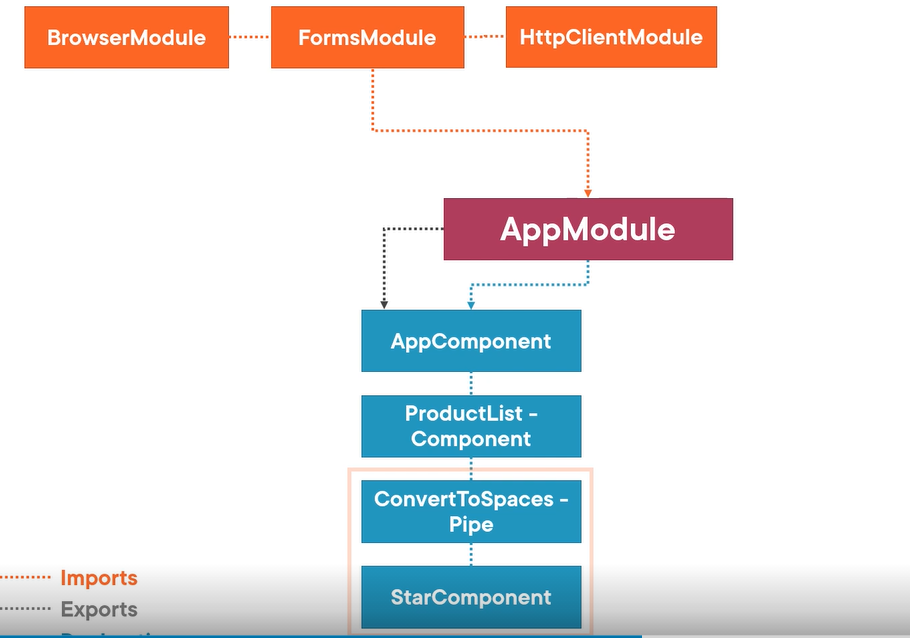 BrowserModule
FormsModule
HttpClientModule
AppModule
AppComponent
ProductList -
Component
ConvertToSpaces -
Pipe
StarComponent
Imports
Exports